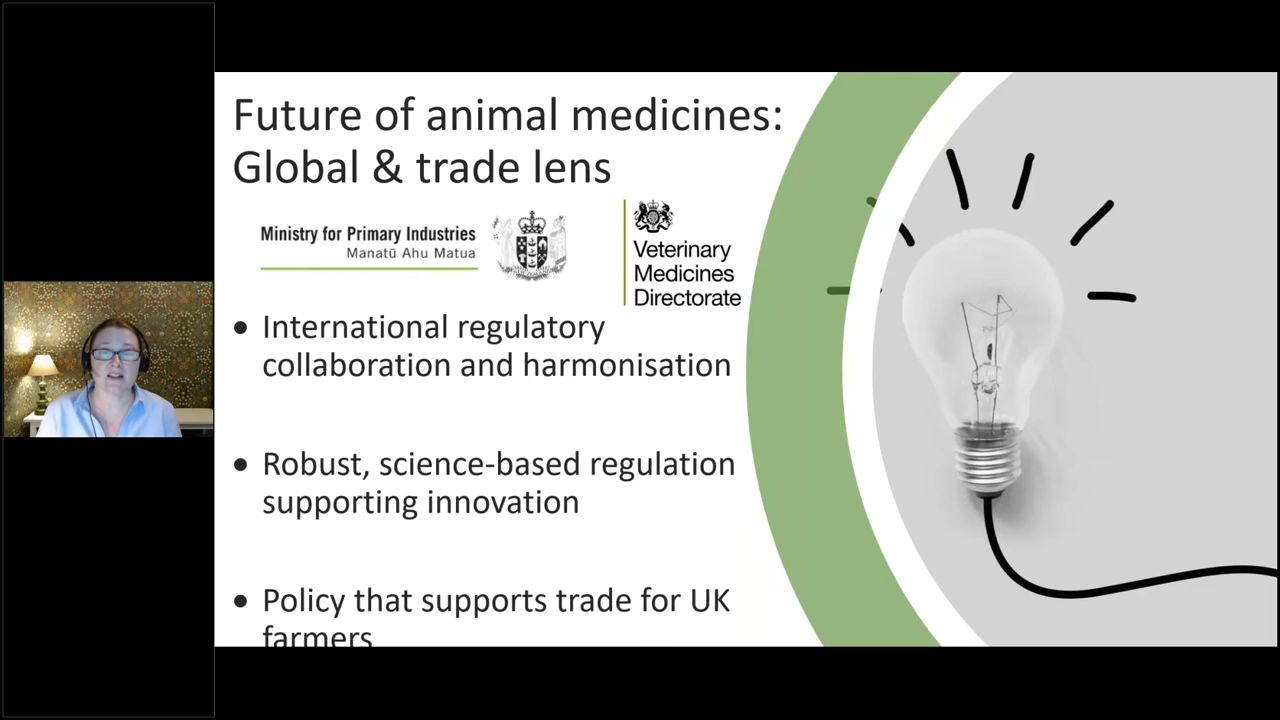 Future of animal medicines:
Global & trade lens
Ministry for Primary Industries
Manatū Ahu Matua
Veterinary
Medicines
Directorate
• International regulatory
collaboration and harmonisation
• Robust, science-based regulation
supporting innovation
• Policy that supports trade for UK
farmers